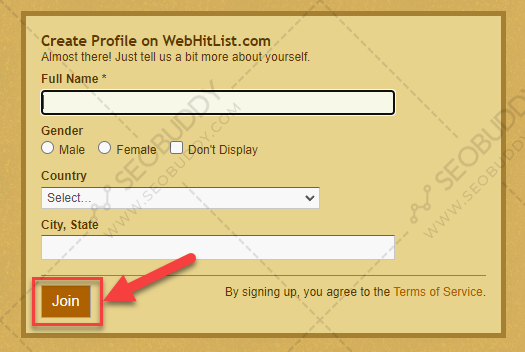 Create Profile on WebHitList.com
Almost there! Just tell us a bit more about yourself.
Full Name *
Gender
Male Female Don't Display
Country
Select...
City, State
Join
By signing up, you agree to the Terms of Service.
SEOBUDDY
WWW.SEOBUDDY.COM
SEOBUDDY
WWW.SEOBUDDY.COM